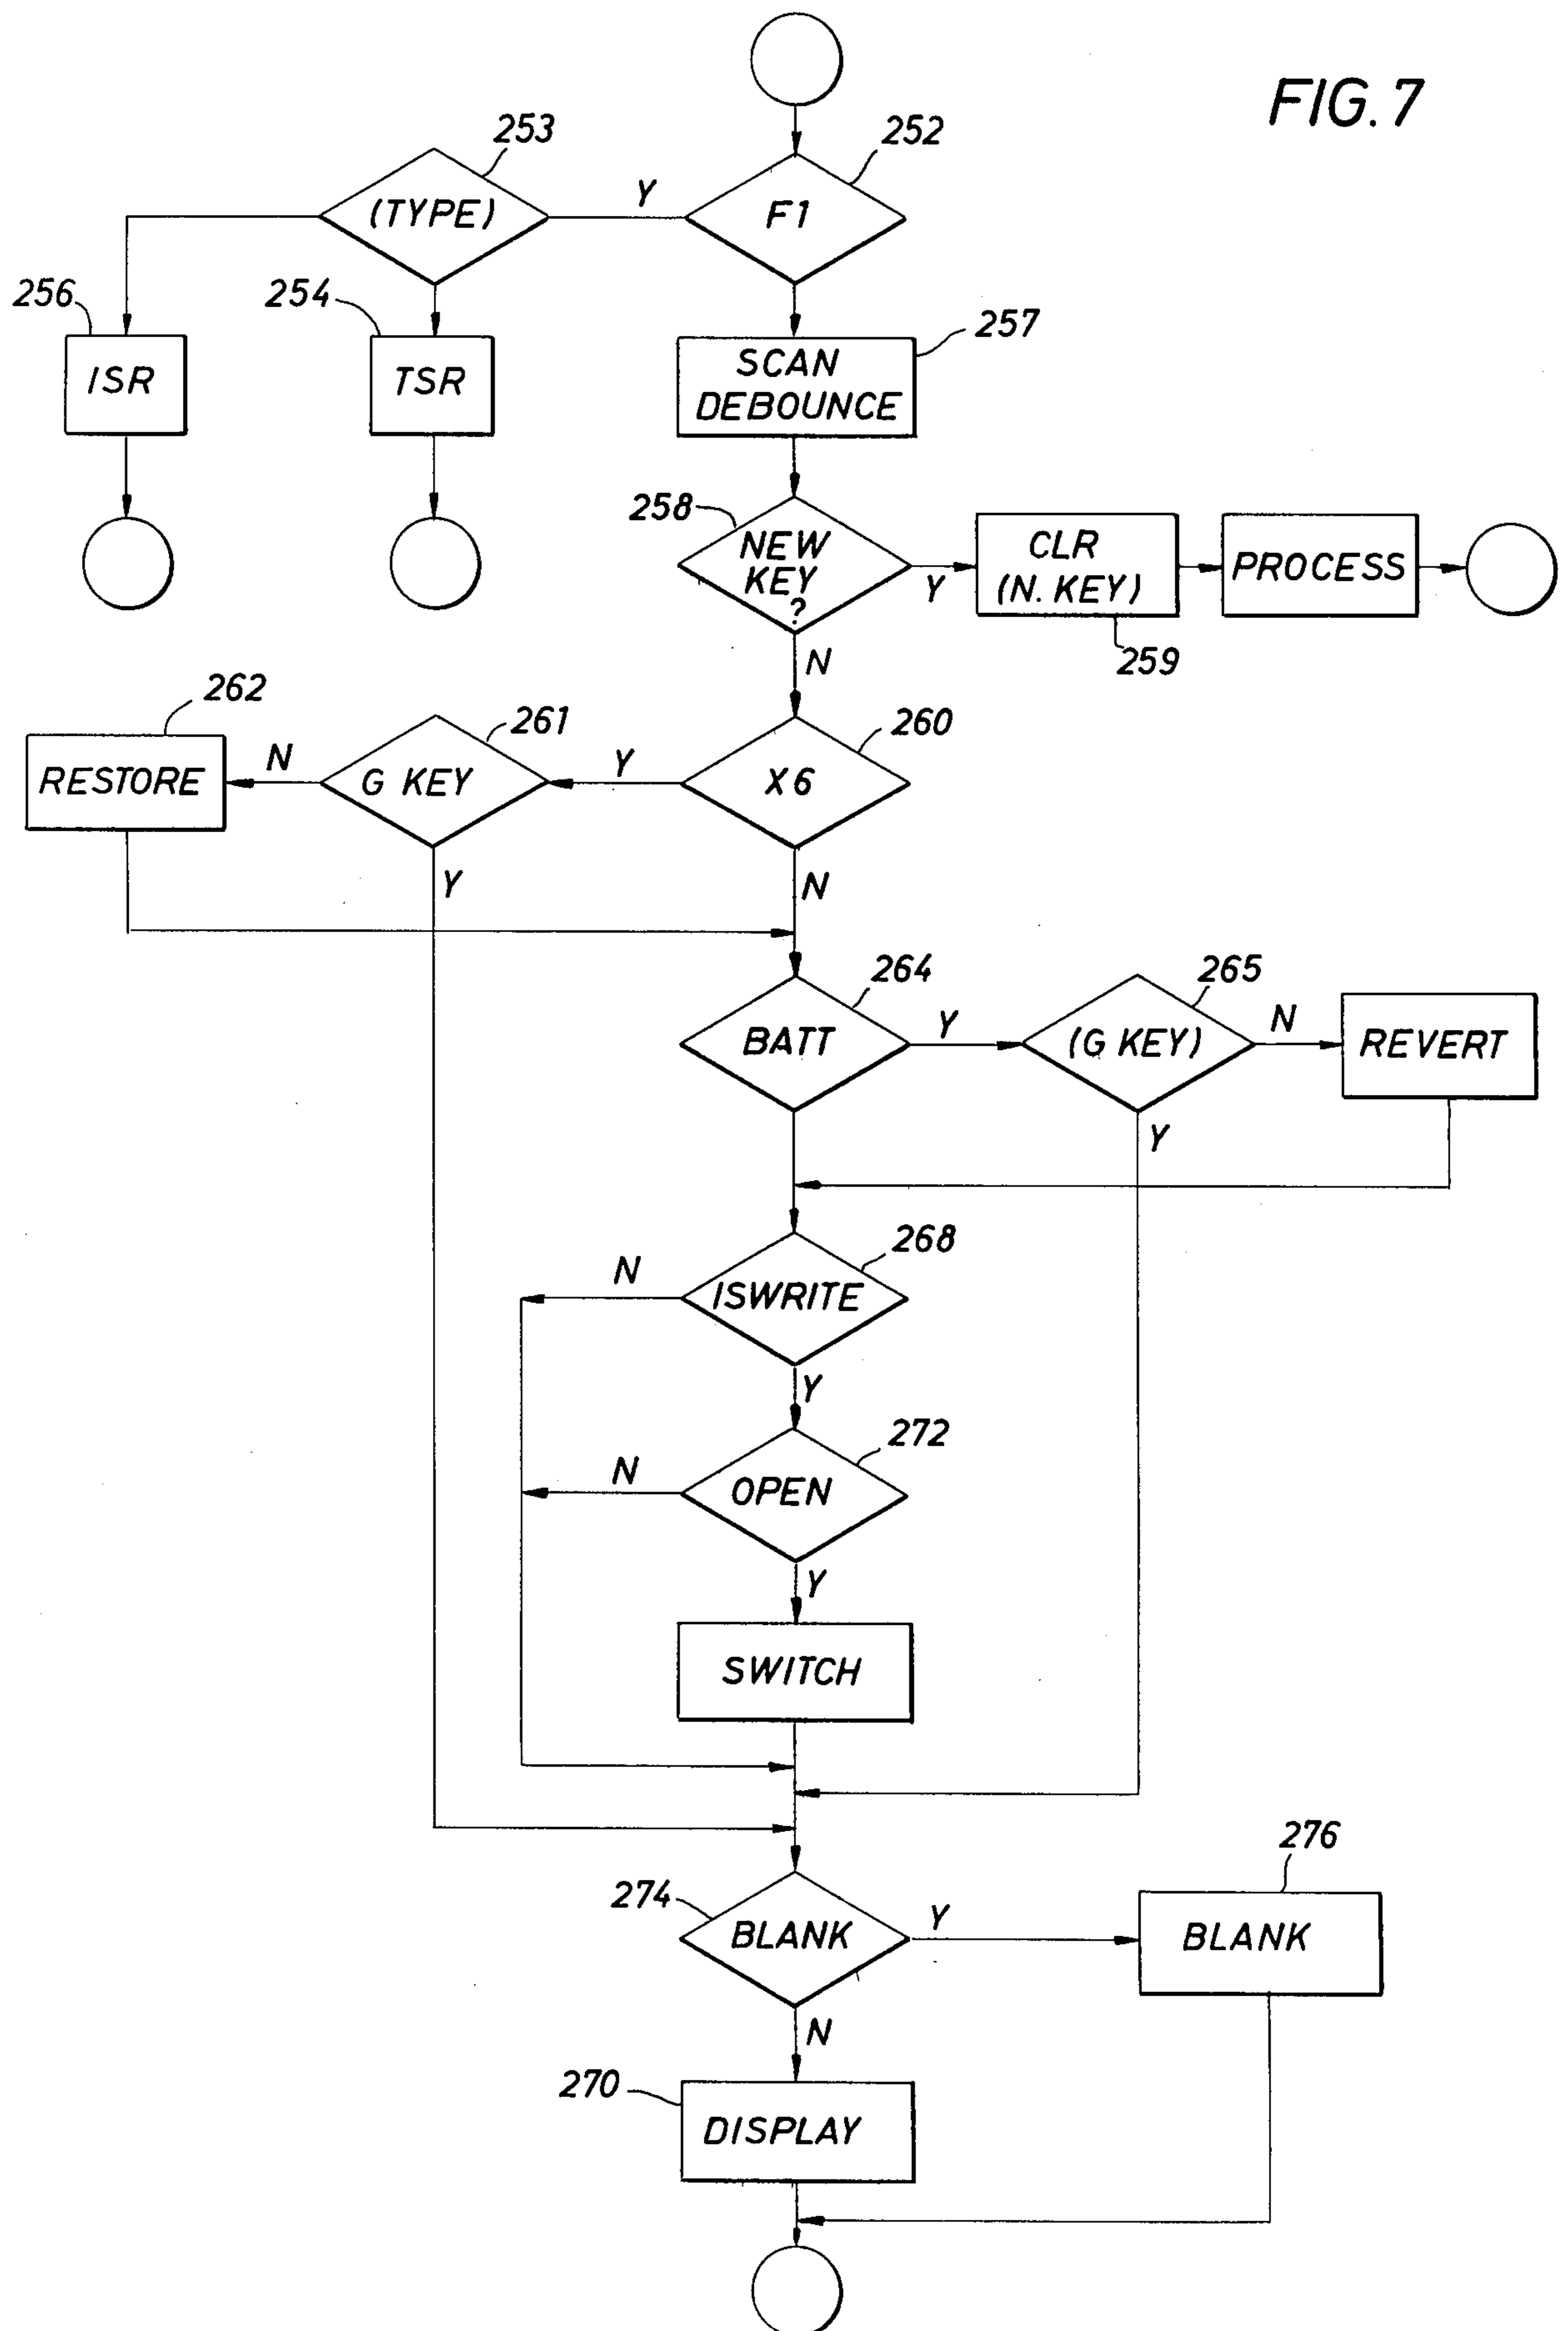 FIG. 7
253
252
(TYPE)
Y
F1
256
254
257
ISR
TSR
SCAN
DEBOUNCE
258
NEW
KEY
?
Y
CLR
(N. KEY)
PROCESS
259
N
262
261
260
RESTORE
N
G KEY
Y
X6
Y
N
264
265
BATT
Y
(G KEY)
N
REVERT
Y
268
N
ISWRITE
Y
272
N
OPEN
Y
SWITCH
276
274
BLANK
Y
BLANK
N
270
DISPLAY